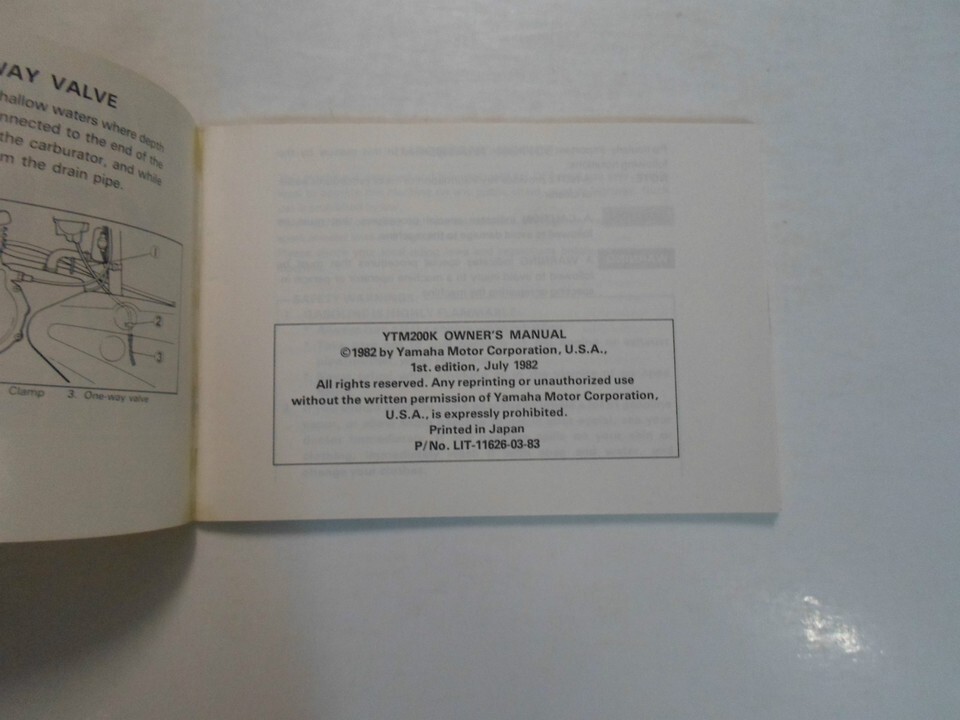 WAY VALVE
hallow waters where depth
nnected to the end of the
the carburator, and while
m the drain pipe.
1
2
3
Clamp 3. One-way valve
YTM200K OWNER'S MANUAL
©1982 by Yamaha Motor Corporation, U.S.A.,
1st. edition, July 1982
All rights reserved. Any reprinting or unauthorized use
without the written permission of Yamaha Motor Corporation,
U.S.A., is expressly prohibited.
Printed in Japan
P/No. LIT-11626-03-83